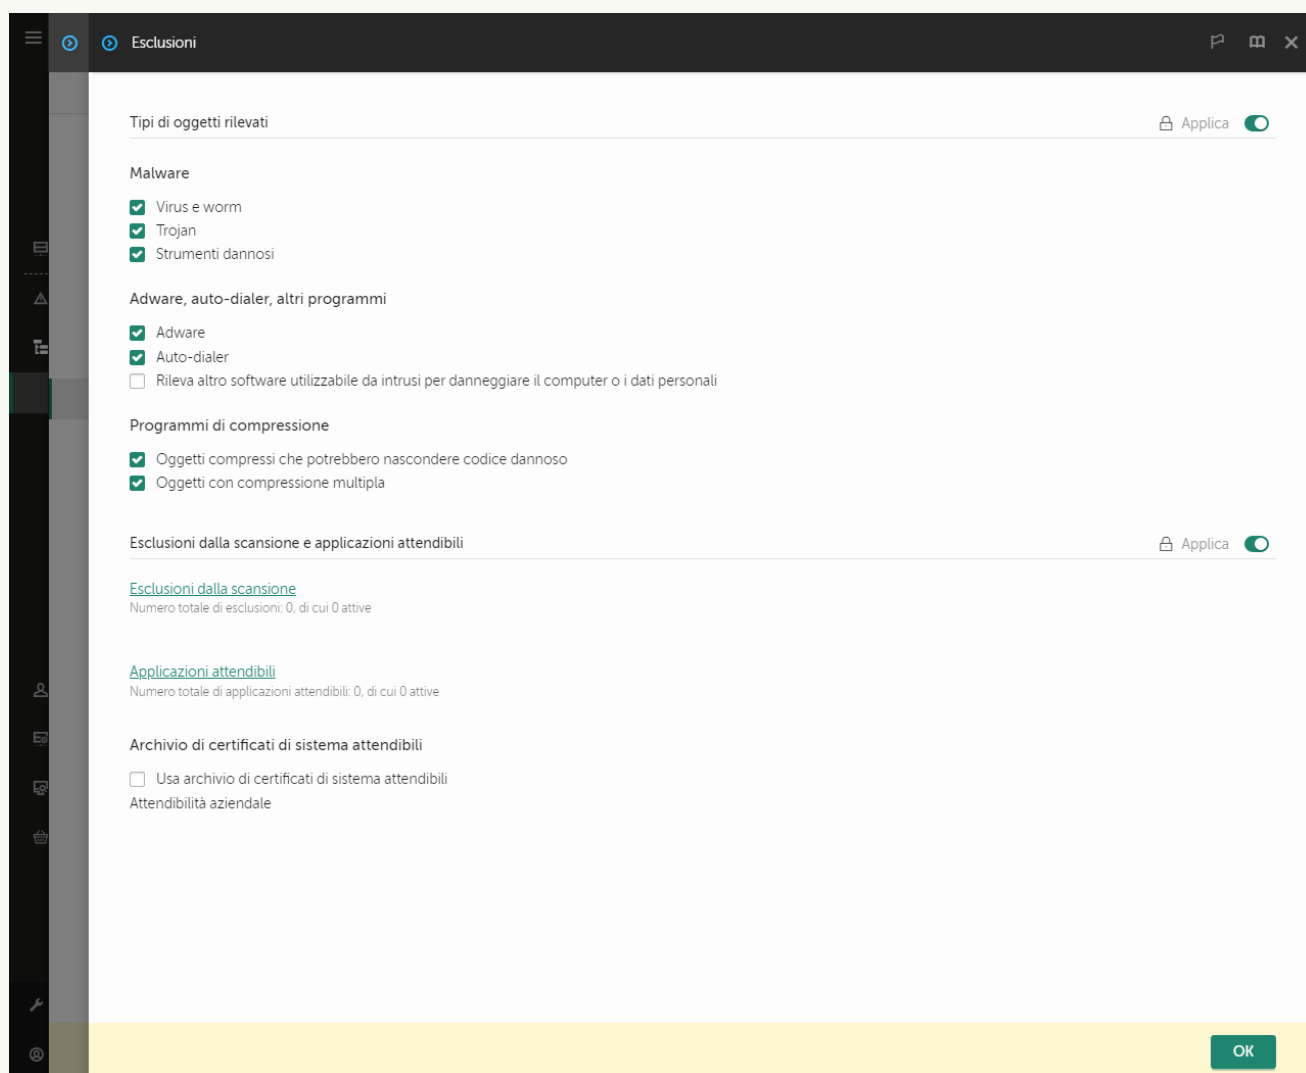 Esclusioni
Tipi di oggetti rilevati
Applica
Malware
Virus e worm
Trojan
Strumenti dannosi
Adware, auto-dialer, altri programmi
Adware
Auto-dialer
Rileva altro software utilizzabile da intrusi per danneggiare il computer o i dati personali
Programmi di compressione
Oggetti compressi che potrebbero nascondere codice dannoso
Oggetti con compressione multipla
Esclusioni dalla scansione e applicazioni attendibili
Applica
Esclusioni dalla scansione
Numero totale di esclusioni: 0, di cui 0 attive
Applicazioni attendibili
Numero totale di applicazioni attendibili: 0, di cui 0 attive
Archivio di certificati di sistema attendibili
Usa archivio di certificati di sistema attendibili
Attendibilità aziendale
OK